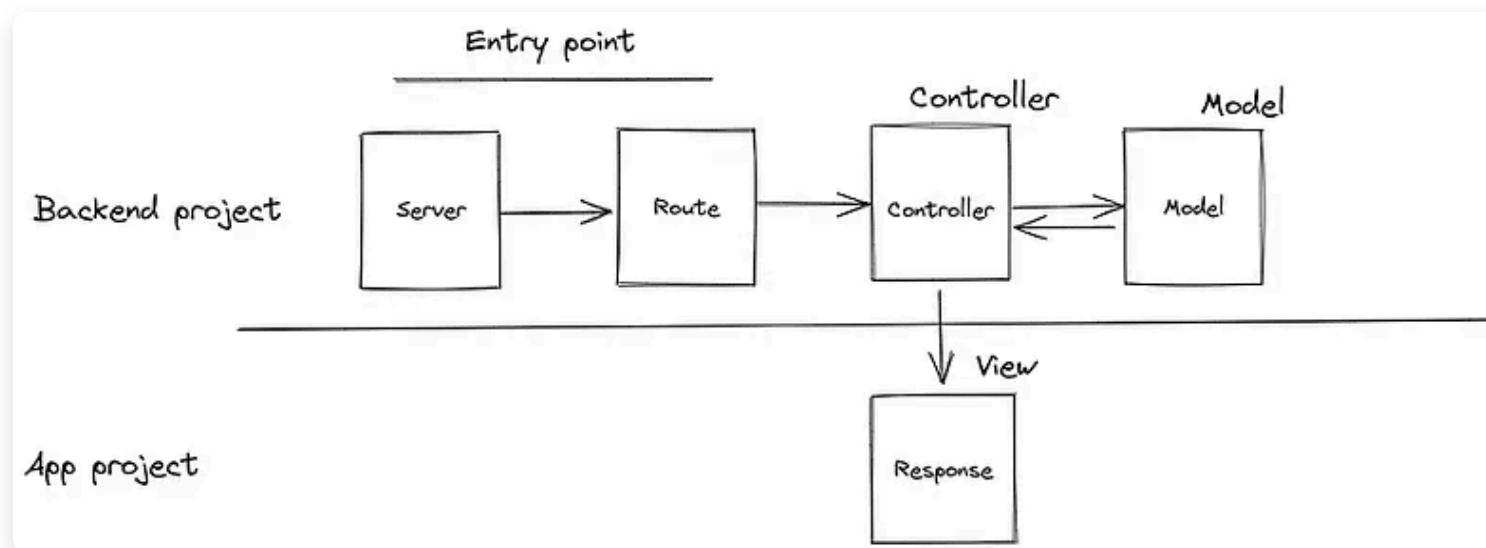 Entry point
Controller
Model
Backend project
Server
Route
Controller
Model
View
App project
Response